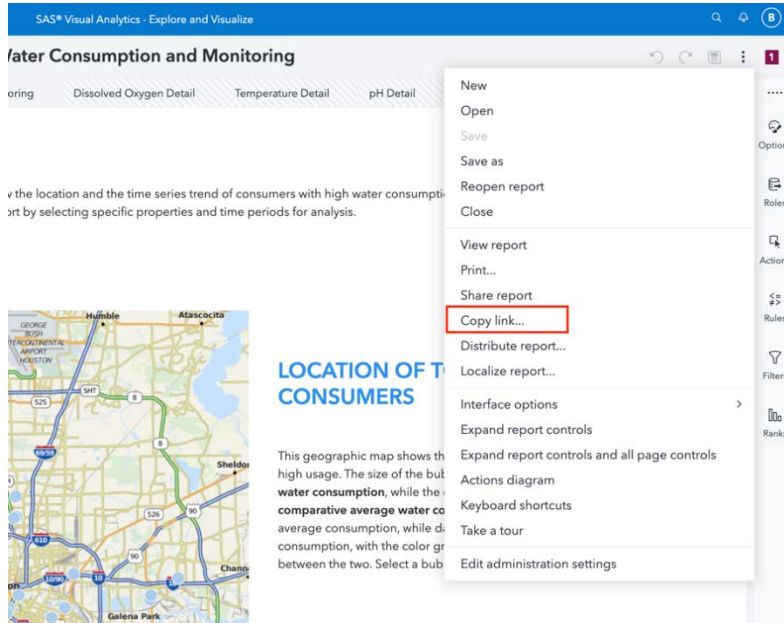 SAS® Visual Analytics - Explore and Visualize
B
Water Consumption and Monitoring
1
oring
Dissolved Oxygen Detail
Temperature Detail
pH Detail
New
Open
Save
Save as
Reopen report
Close
View report
Print...
Share report
Copy link...
Distribute report...
Localize report...
Interface options
Expand report controls
Expand report controls and all page controls
Actions diagram
Keyboard shortcuts
Take a tour
Edit administration settings
Option
Roles
Action
Rules
Filter
Rank
w the location and the time series trend of consumers with high water consumpti
ort by selecting specific properties and time periods for analysis.
Humble
Atascocita
GEORGE
BUSH
INTERCONTINENTAL
AIRPORT
HOUSTON
SHT
8
525
8
69/59
Sheldon
526
90
610
90
10/90
10
Chann
Galena Park
LOCATION OF T
CONSUMERS
This geographic map shows th
high usage. The size of the bub
water consumption, while the
comparative average water co
average consumption, while da
consumption, with the color gr
between the two. Select a bub